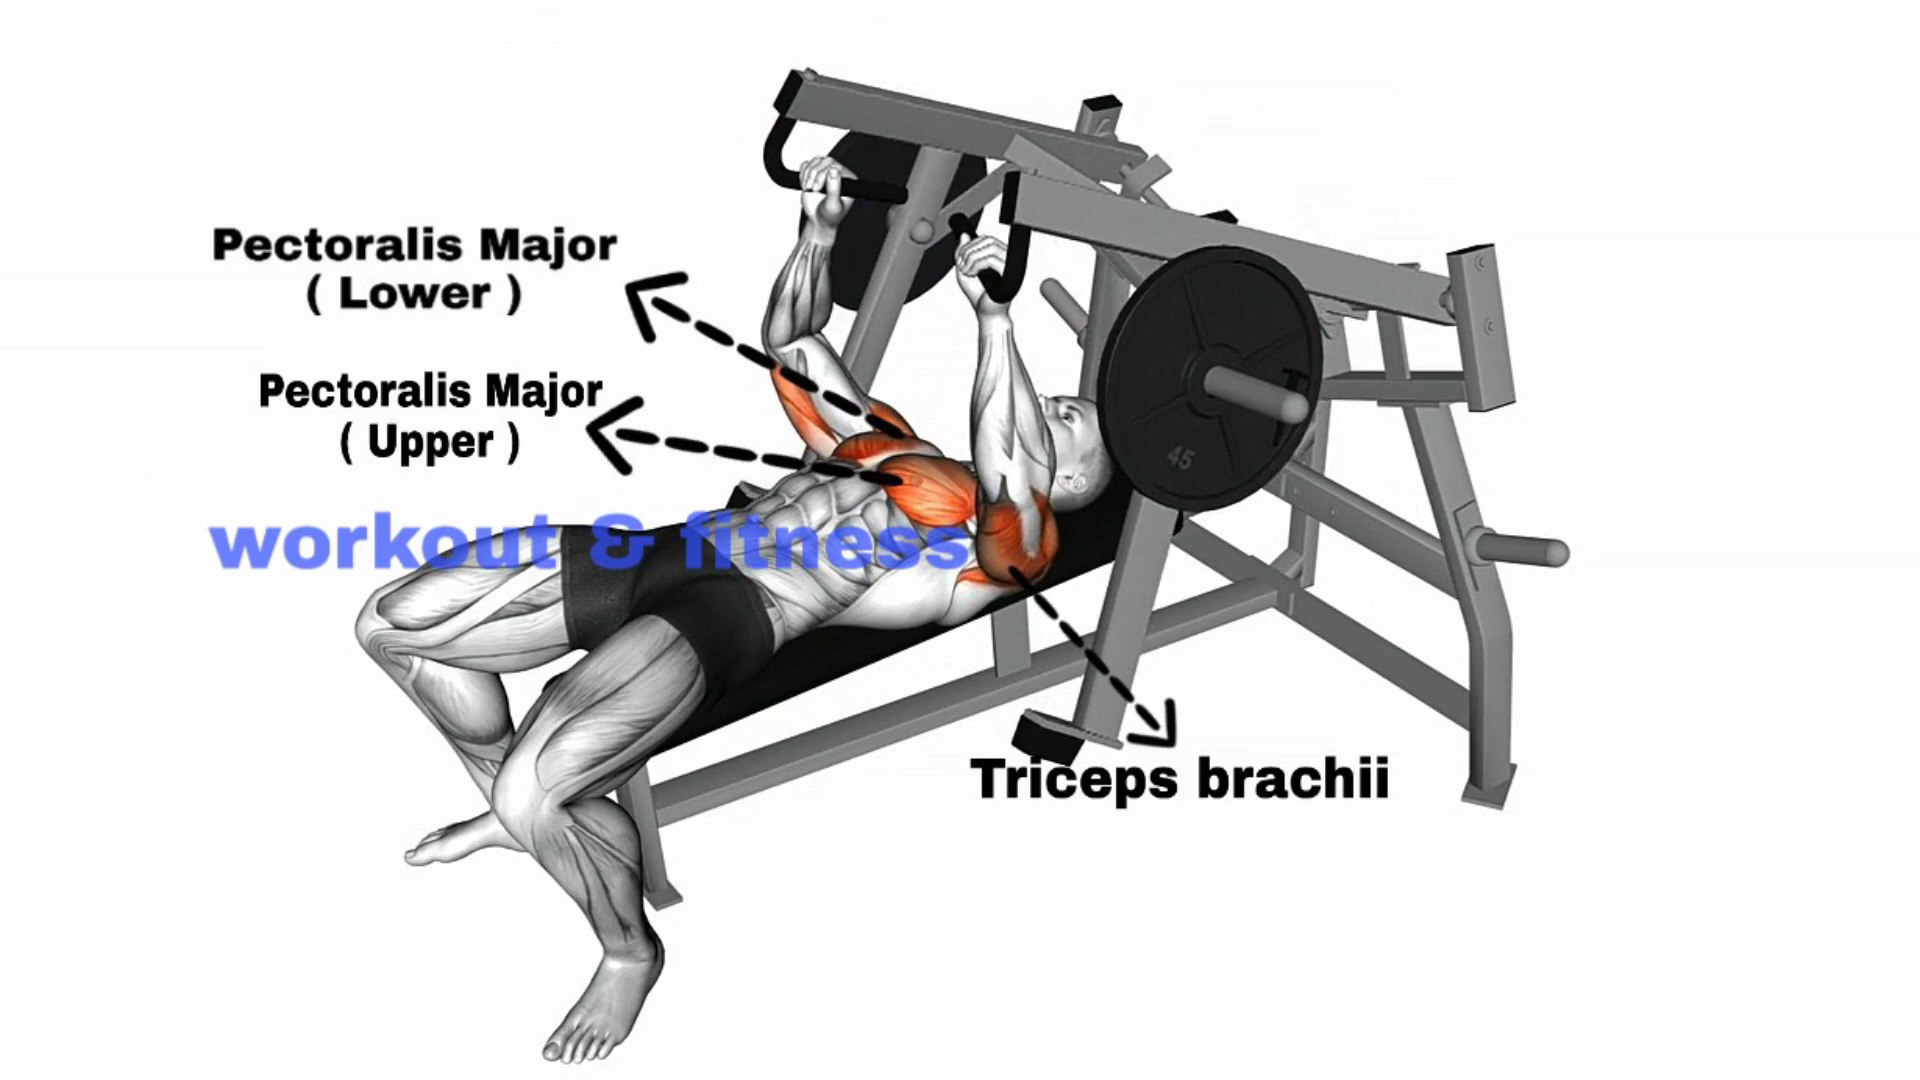 Pectoralis Major
( Lower )
Pectoralis Major
( Upper )
workout & fitness
45
Triceps brachii